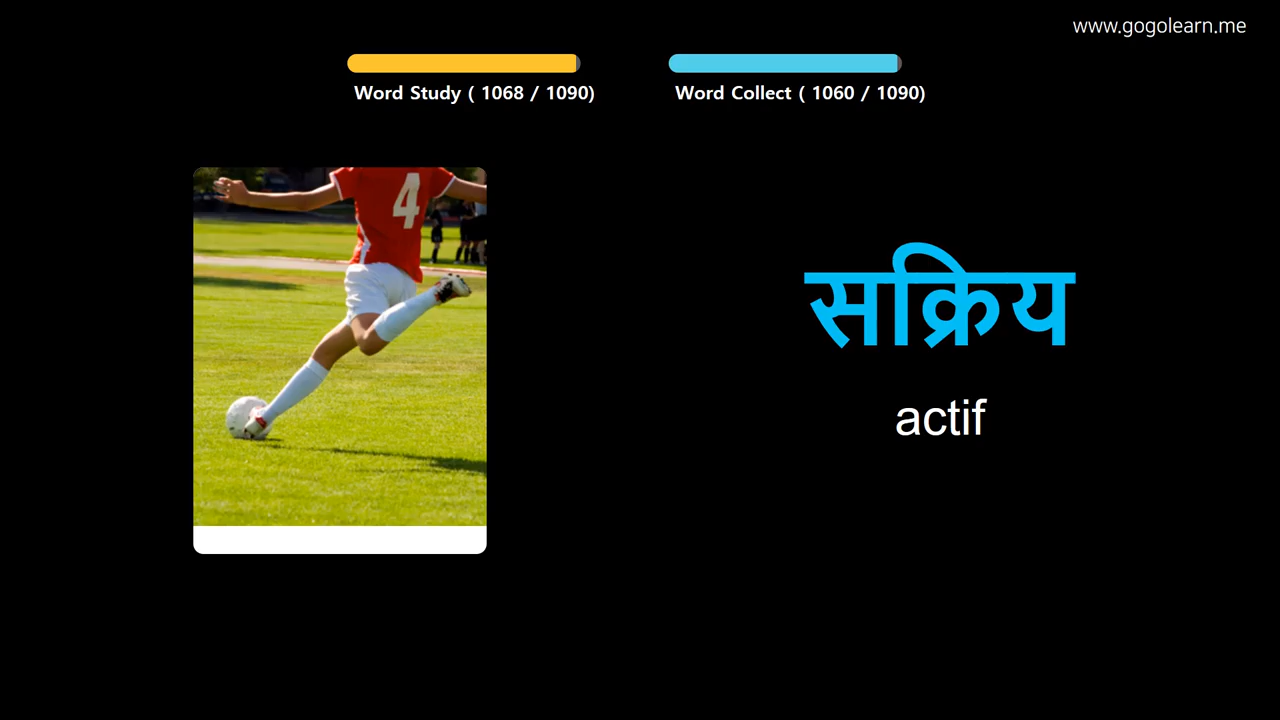 www.gogolearn.me
Word Study ( 1068 / 1090)
Word Collect ( 1060 / 1090)
4
सक्रिय
actif